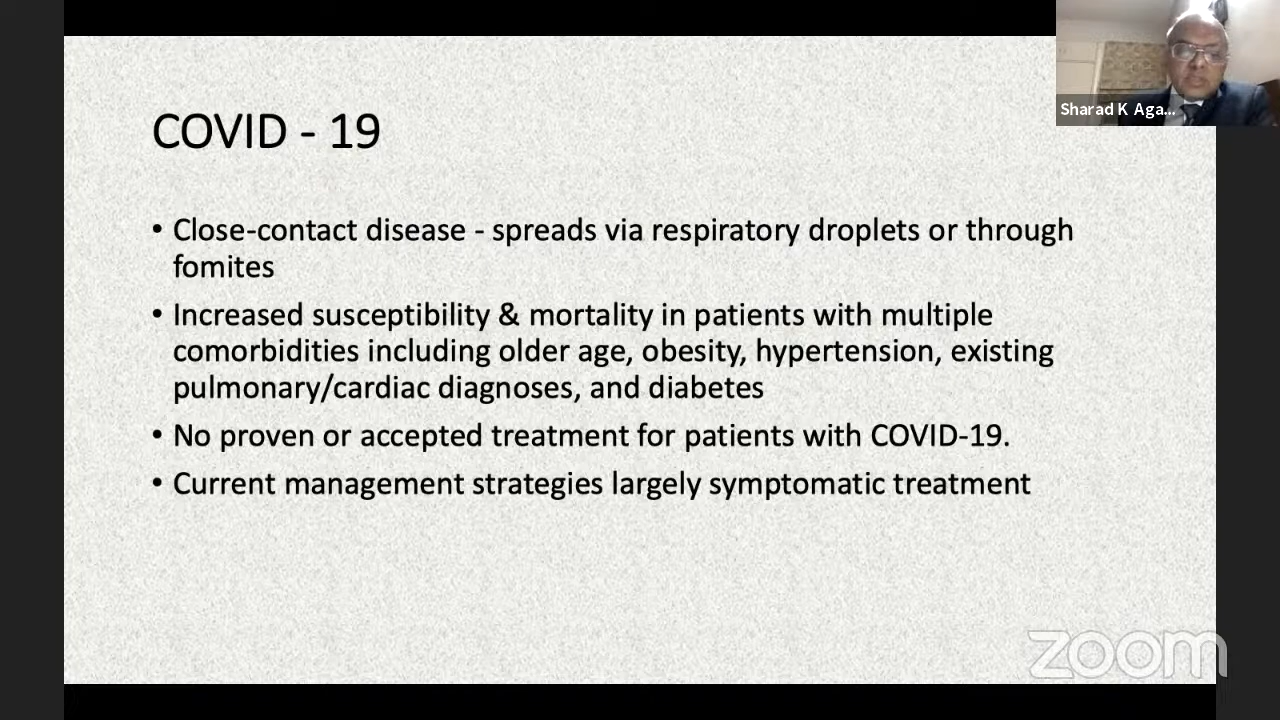 COVID - 19
• Close-contact disease - spreads via respiratory droplets or through
fomites
• Increased susceptibility & mortality in patients with multiple
comorbidities including older age, obesity, hypertension, existing
pulmonary/cardiac diagnoses, and diabetes
• No proven or accepted treatment for patients with COVID-19.
• Current management strategies largely symptomatic treatment
Sharad K Aga...
zoom